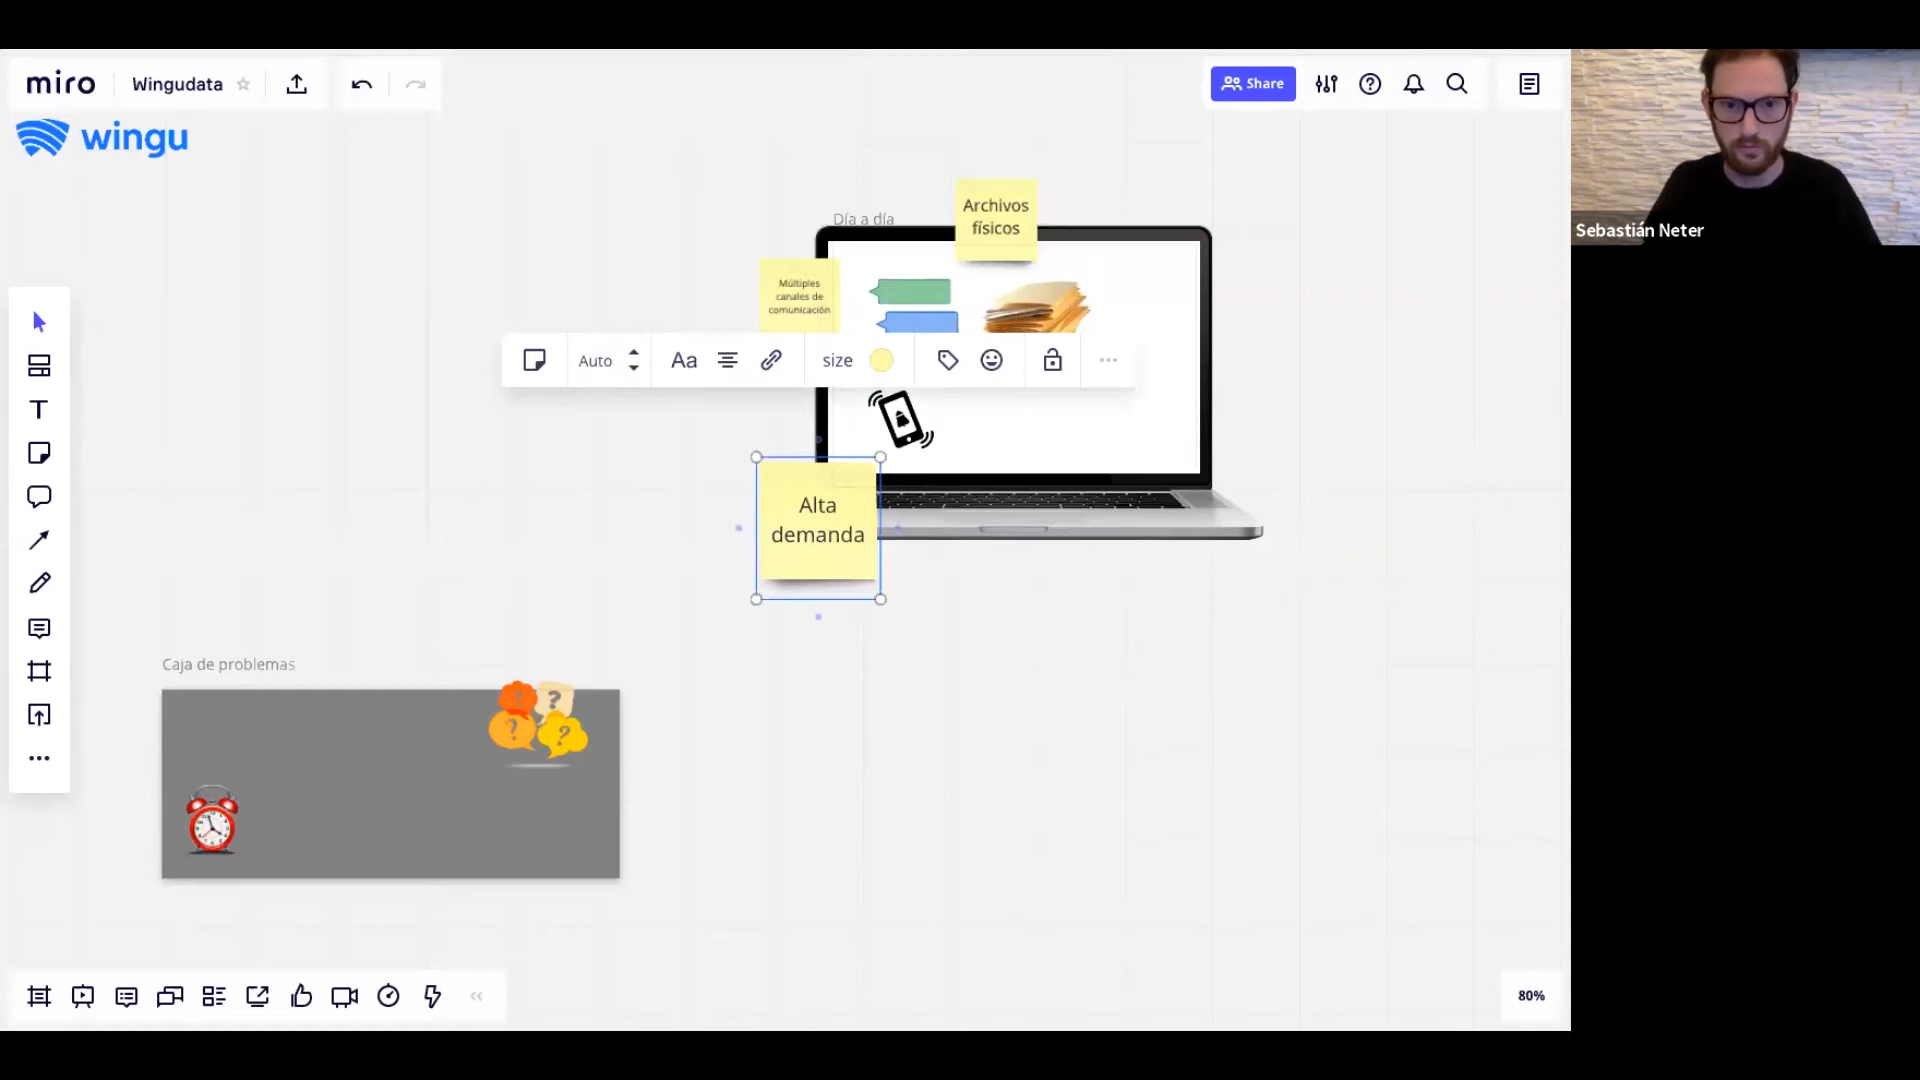 miro
Wingudata
Share
wingu
Sebastián Neter
Día a día
Archivos
físicos
Múltiples
canales de
comunicación
Auto
Aa
size
Alta
demanda
Caja de problemas
? ?
? ?
80%